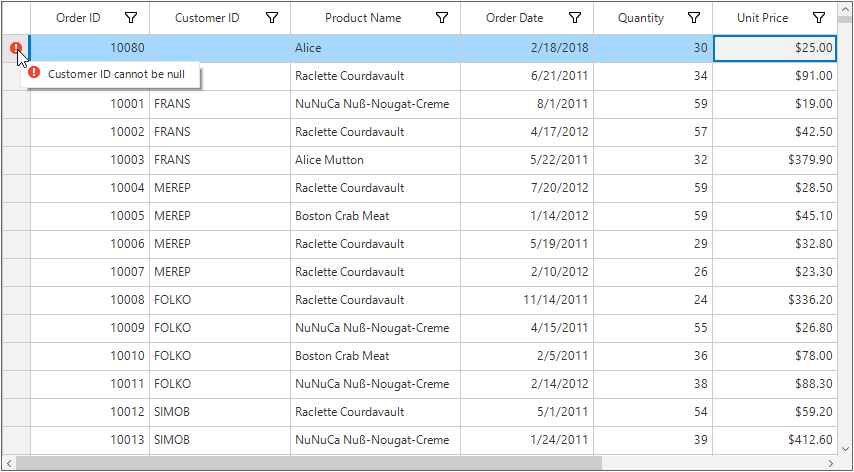 Order ID Customer ID Product Name Order Date Quantity Unit Price
10080 Alice 2/18/2018 30 $25.00
Customer ID cannot be null
Raclette Courdavault 6/21/2011 34 $91.00
10001 FRANS NuNuCa Nuß-Nougat-Creme 8/1/2011 59 $19.00
10002 FRANS Raclette Courdavault 4/17/2012 57 $42.50
10003 FRANS Alice Mutton 5/22/2011 32 $379.90
10004 MEREP Raclette Courdavault 7/20/2012 59 $28.50
10005 MEREP Boston Crab Meat 1/14/2012 59 $45.10
10006 MEREP Raclette Courdavault 5/19/2011 29 $32.80
10007 MEREP Raclette Courdavault 2/10/2012 26 $23.30
10008 FOLKO Raclette Courdavault 11/14/2011 24 $336.20
10009 FOLKO NuNuCa Nuß-Nougat-Creme 4/15/2011 55 $26.80
10010 FOLKO Boston Crab Meat 2/5/2011 36 $78.00
10011 FOLKO NuNuCa Nuß-Nougat-Creme 2/14/2012 38 $88.30
10012 SIMOB Raclette Courdavault 5/1/2011 54 $59.20
10013 SIMOB NuNuCa Nuß-Nougat-Creme 1/24/2011 39 $412.60